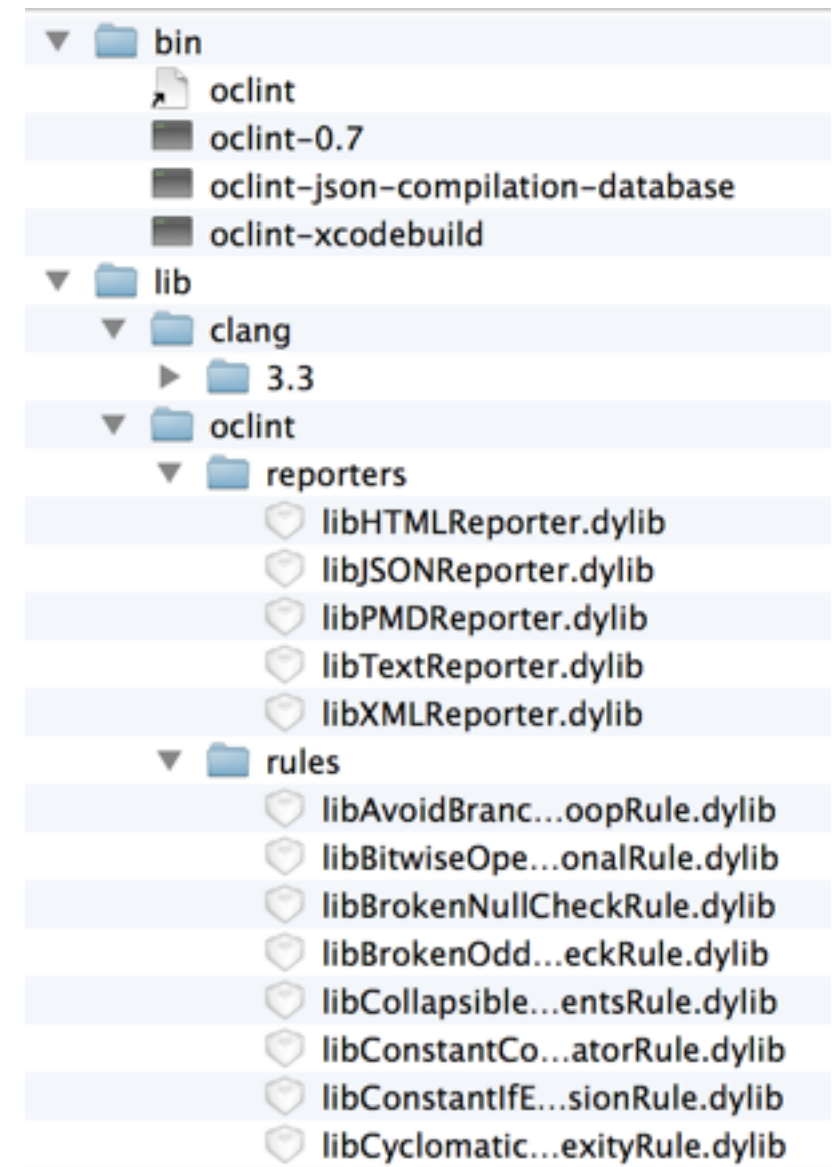 bin
oclint
oclint-0.7
oclint-json-compilation-database
oclint-xcodebuild
lib
clang
3.3
oclint
reporters
libHTMLReporter.dylib
libJSONReporter.dylib
libPMDReporter.dylib
libTextReporter.dylib
libXMLReporter.dylib
rules
libAvoidBranc...oopRule.dylib
libBitwiseOpe...onalRule.dylib
libBrokenNullCheckRule.dylib
libBrokenOdd...eckRule.dylib
libCollapsible...entsRule.dylib
libConstantCo...atorRule.dylib
libConstantIfE...sionRule.dylib
libCyclomatic...exityRule.dylib